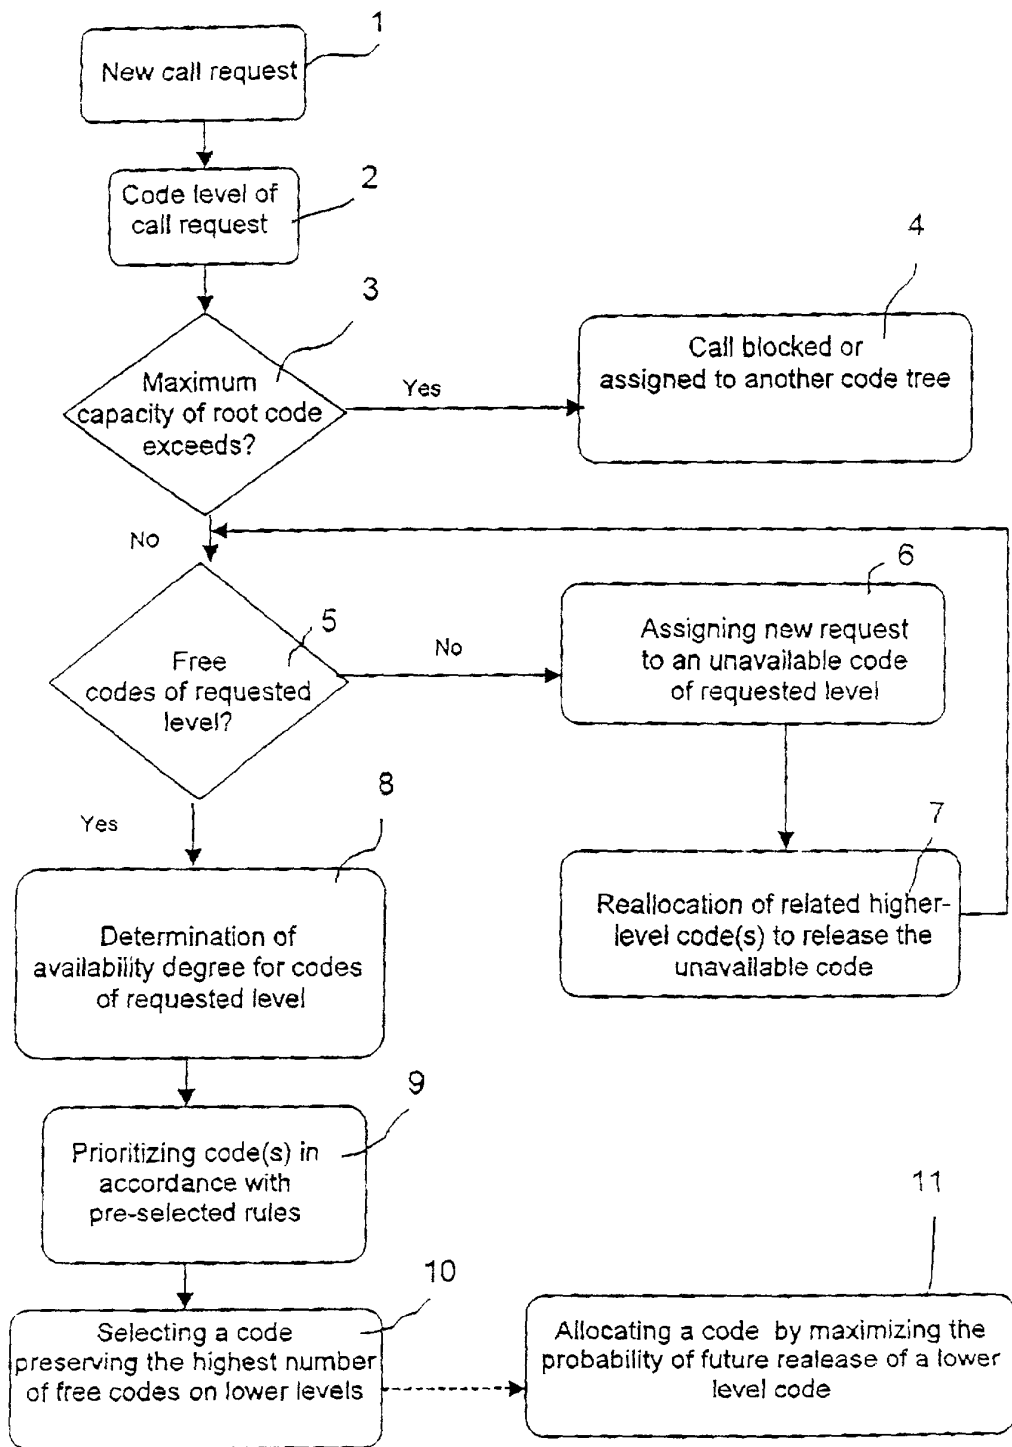 1
New call request
2
Code level of
call request
3
Maximum
capacity of root code
exceeds?
Yes
4
Call blocked or
assigned to another code tree
No
5
Free
codes of requested
level?
No
6
Assigning new request
to an unavailable code
of requested level
7
Reallocation of related higher-
level code(s) to release the
unavailable code
Yes
8
Determination of
availability degree for codes
of requested level
9
Prioritizing code(s) in
accordance with
pre-selected rules
10
Selecting a code
preserving the highest number
of free codes on lower levels
11
Allocating a code by maximizing the
probability of future realease of a lower
level code